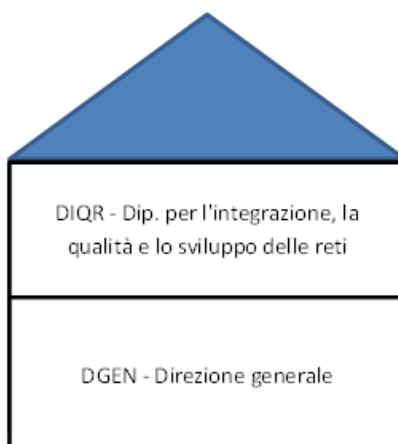 DIQR - Dip. per l'integrazione, la
qualità e lo sviluppo delle reti
DGEN - Direzione generale